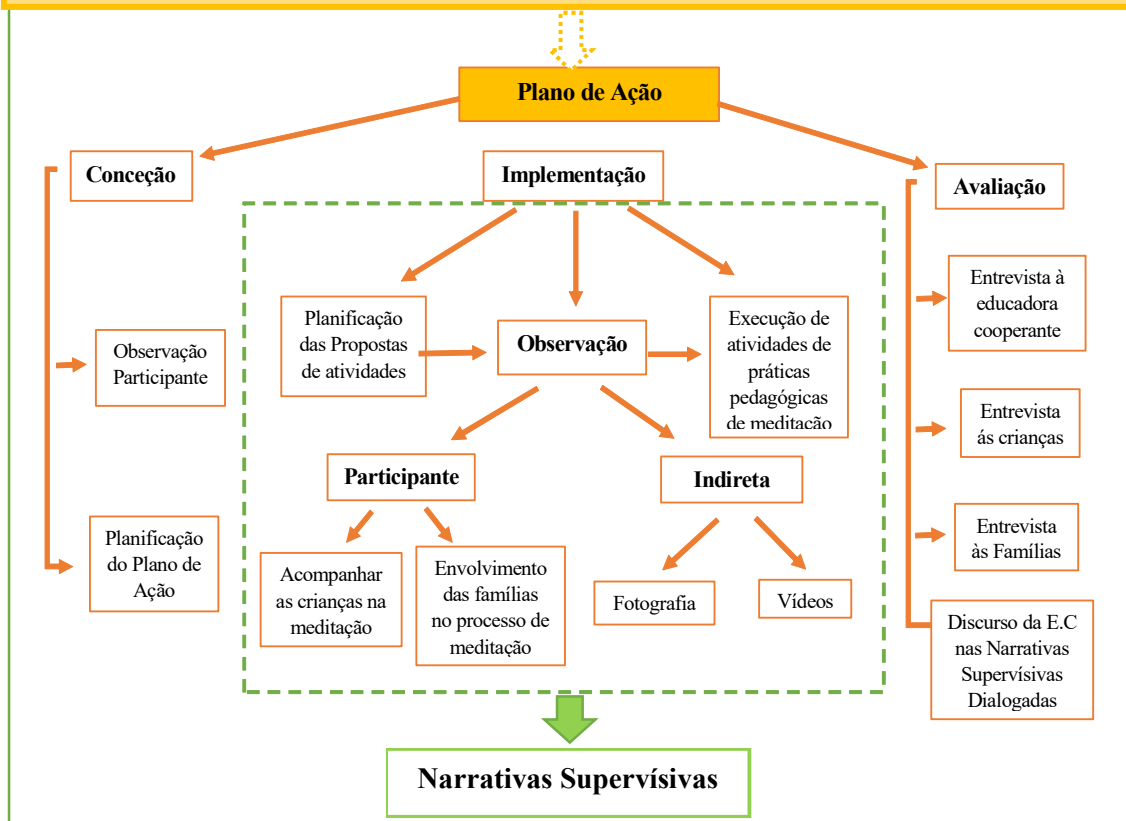 Plano de Ação
Conceção
Implementação
Avaliação
Observação
Participante
Planificação
do Plano de
Ação
Planificação
das Propostas
de atividades
Observação
Execução de
atividades de
práticas
pedagógicas
de meditação
Participante
Indireta
Acompanhar
as crianças na
meditação
Envolvimento
das famílias
no processo de
meditação
Fotografia
Vídeos
Entrevista à
educadora
cooperante
Entrevista
ás crianças
Entrevista
às Famílias
Discurso da E.C
nas Narrativas
Supervísivas
Dialogadas
Narrativas Supervísivas